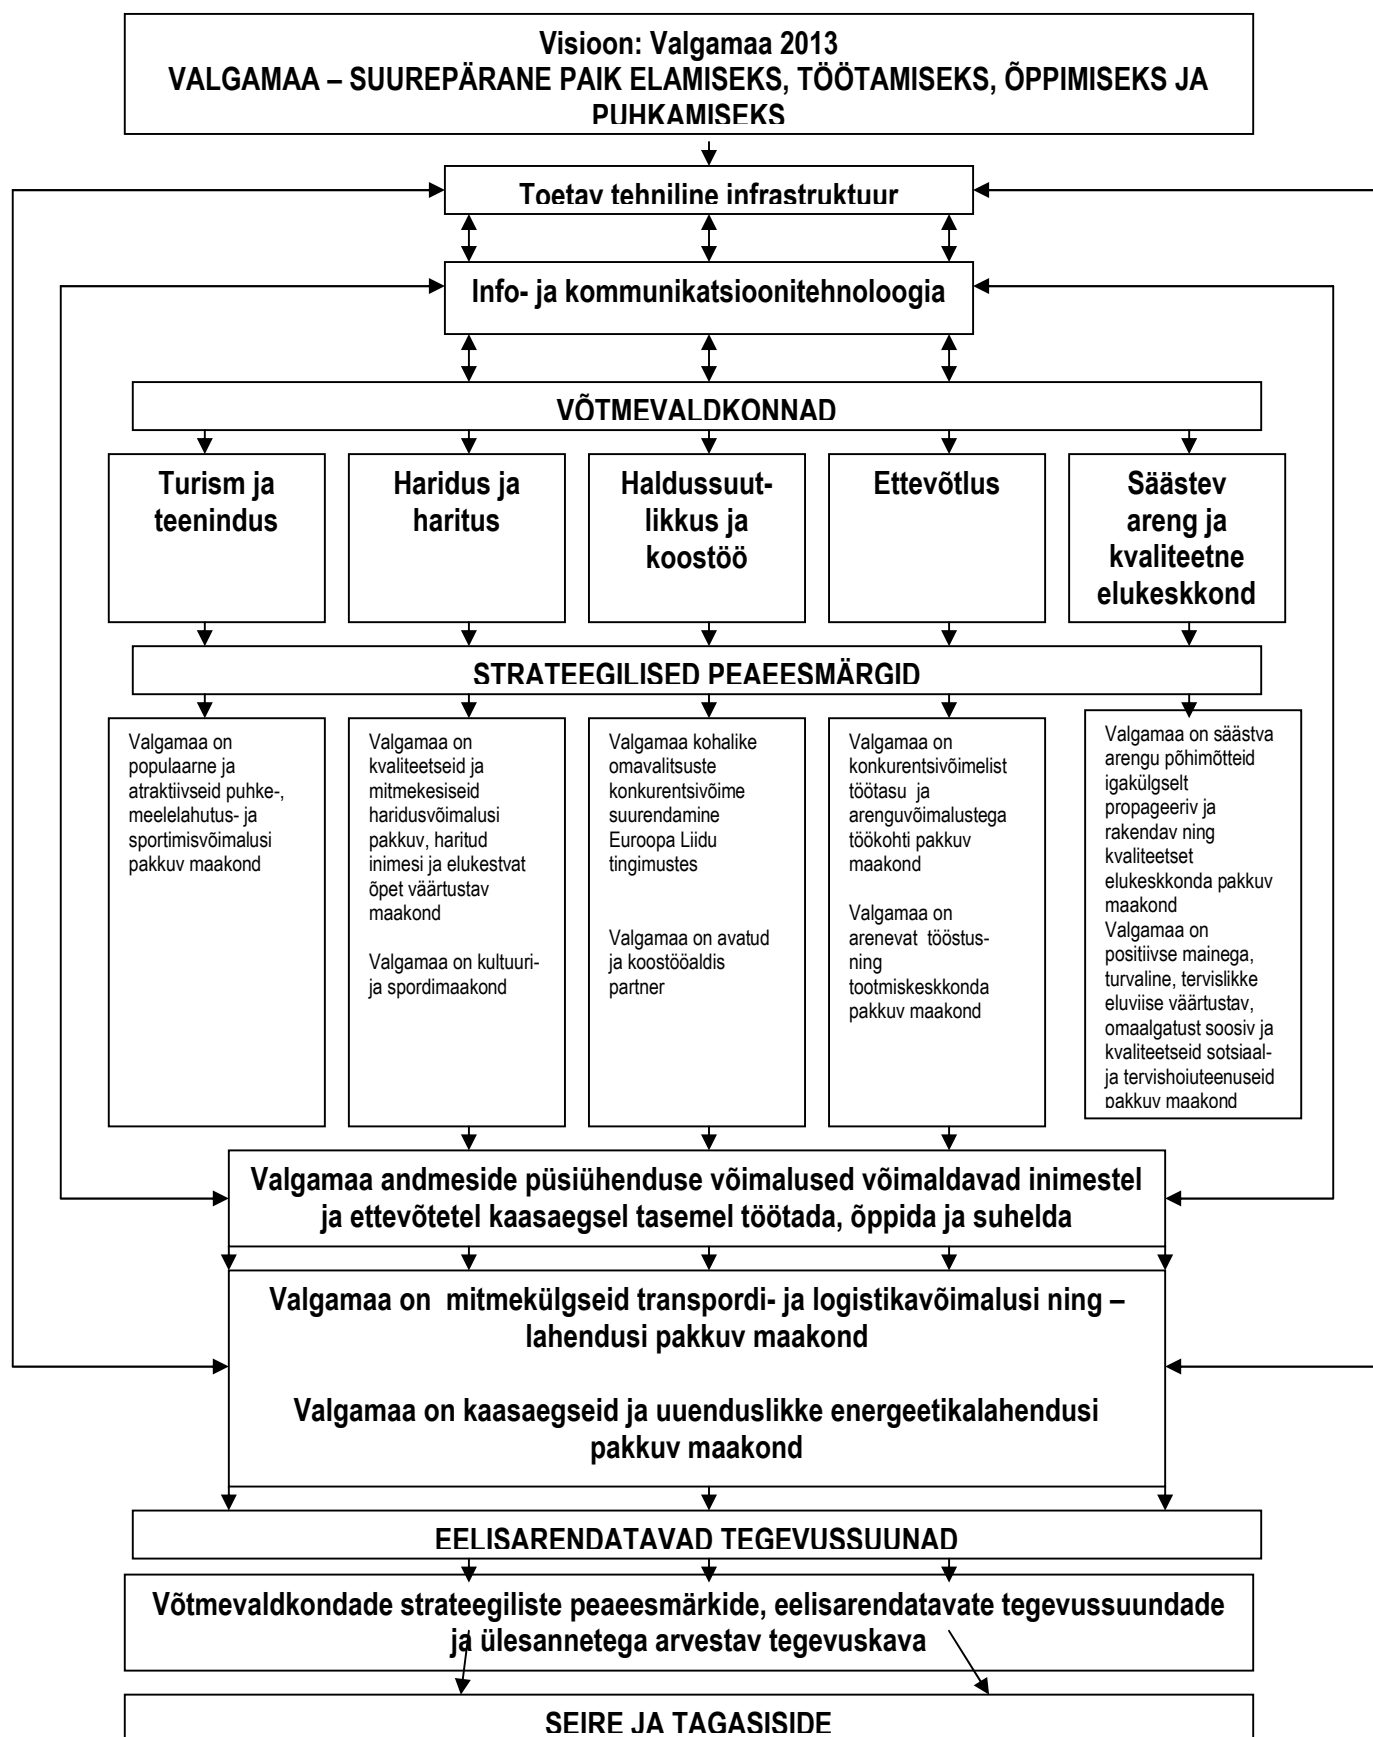 Visioon: Valgamaa 2013
VALGAMAA – SUUREPÄRANE PAIK ELAMISEKS, TÖÖTAMISEKS, ÕPPIMISEKS JA
PUHKAMISEKS
Toetav tehniline infrastruktuur
Info- ja kommunikatsioonitehnoloogia
VÕTMEVALDKONNAD
Turism ja
teenindus
Haridus ja
haritus
Haldussuut-
likkus ja
koostöö
Ettevõtlus
Säästev
areng ja
kvaliteetne
elukeskkond
STRATEEGILISED PEAEESMÄRGID
Valgamaa on
populaarne ja
atraktiivseid puhke-,
meelelahutus- ja
sportimisvõimalusi
pakkuv maakond
Valgamaa on
kvaliteetseid ja
mitmekesiseid
haridusvõimalusi
pakkuv, haritud
inimesi ja elukestvat
õpet väärtustav
maakond
Valgamaa on kultuuri-
ja spordimaakond
Valgamaa kohalike
omavalitsuste
konkurentsivõime
suurendamine
Euroopa Liidu
tingimustes
Valgamaa on avatud
ja koostööaldis
partner
Valgamaa on
konkurentsivõimelist
töötasu  ja
arenguvõimalustega
töökohti pakkuv
maakond
Valgamaa on
arenevat  tööstus-
ning
tootmiskeskkonda
pakkuv maakond
Valgamaa on säästva
arengu põhimõtteid
igakülgselt
propageeriv ja
rakendav ning
kvaliteetset
elukeskkonda pakkuv
maakond
Valgamaa on
positiivse mainega,
turvaline, tervislikke
eluviise väärtustav,
omaalgatust soosiv ja
kvaliteetseid sotsiaal-
ja tervishoiuteenuseid
pakkuv maakond
Valgamaa andmeside püsiühenduse võimalused võimaldavad inimestel
ja ettevõtetel kaasaegsel tasemel töötada, õppida ja suhelda
Valgamaa on  mitmekülgseid transpordi- ja logistikavõimalusi ning –
lahendusi pakkuv maakond
Valgamaa on kaasaegseid ja uuenduslikke energeetikalahendusi
pakkuv maakond
EELISARENDATAVAD TEGEVUSSUUNAD
Võtmevaldkondade strateegiliste peaeesmärkide, eelisarendatavate tegevussuundade
ja ülesannetega arvestav tegevuskava
SEIRE JA TAGASISIDE